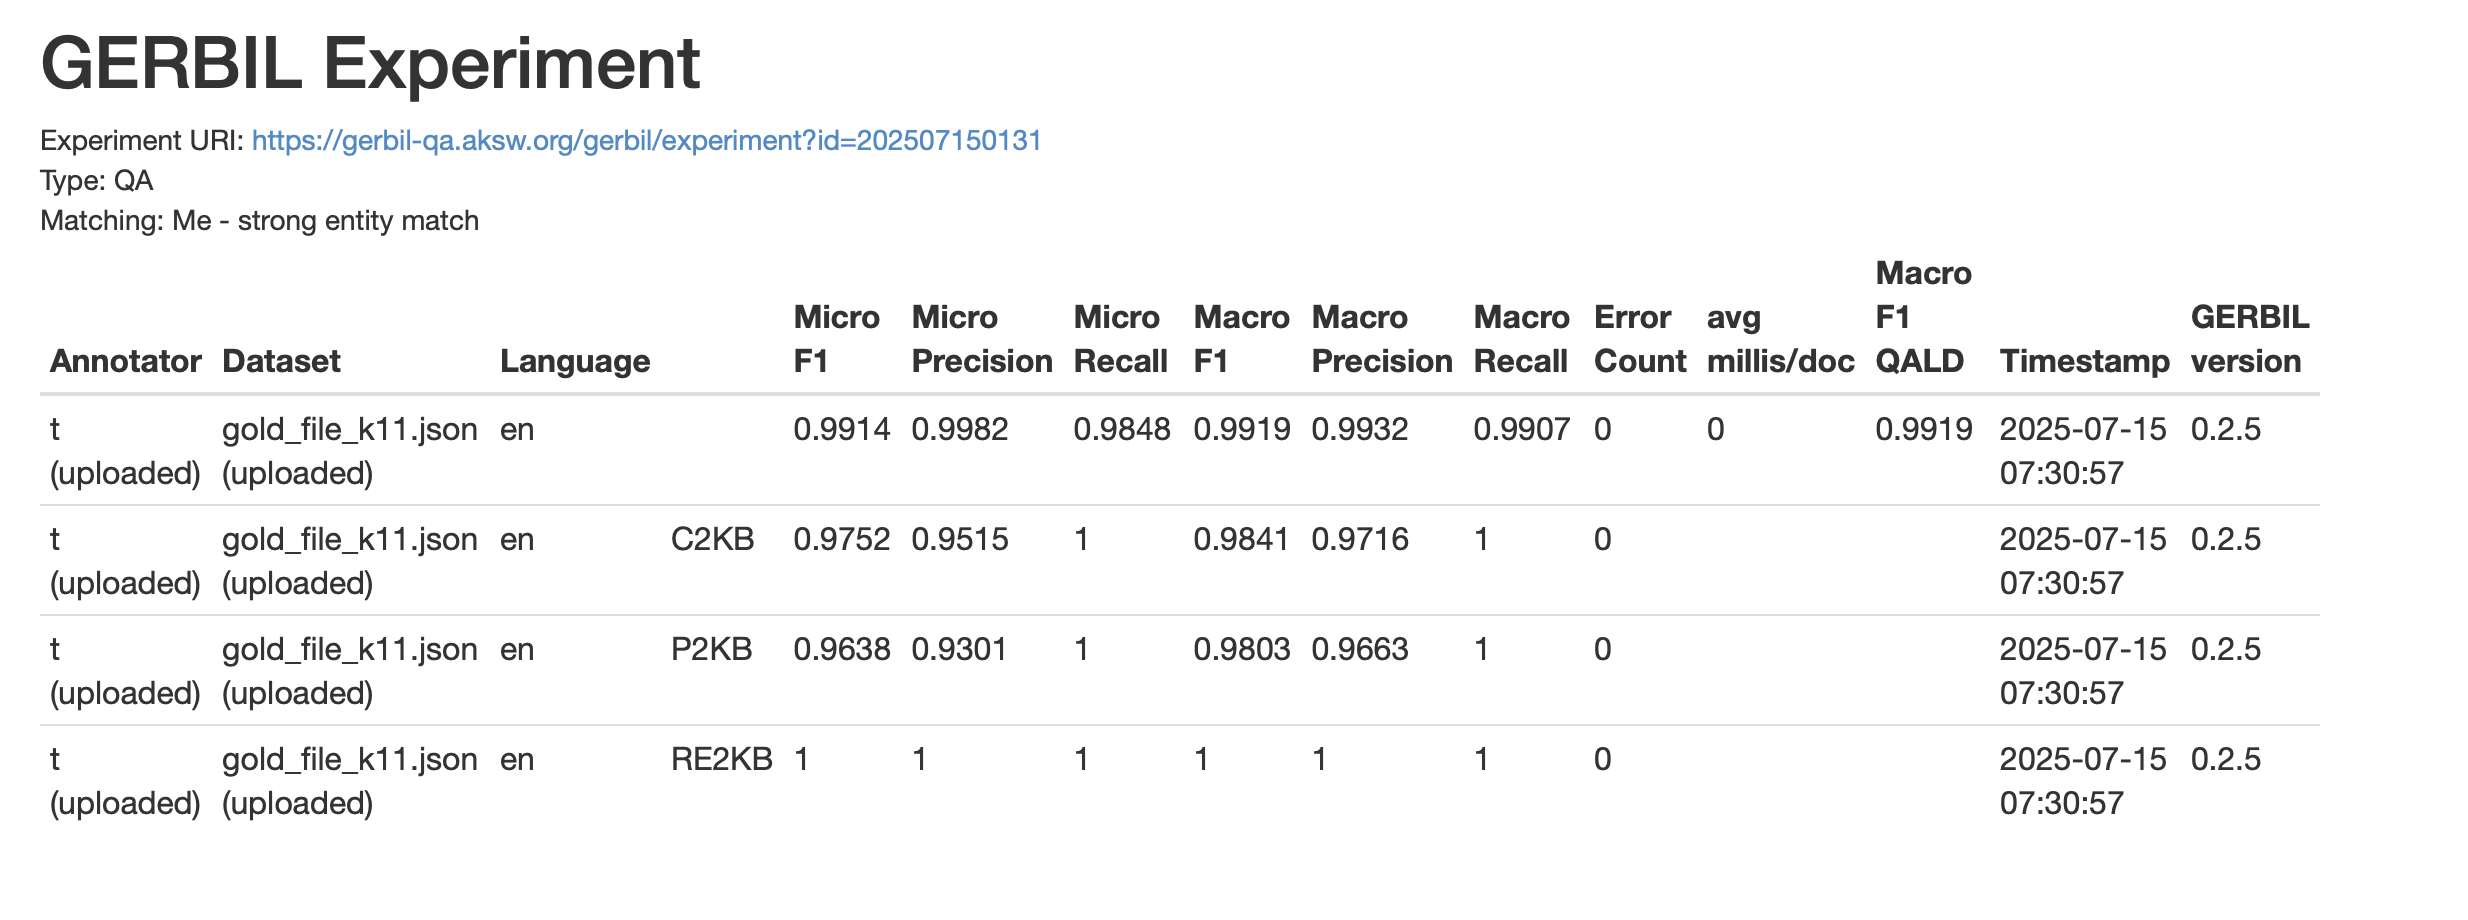 GERBIL Experiment
Experiment URI: https://gerbil-qa.aksw.org/gerbil/experiment?id=202507150131
Type: QA
Matching: Me - strong entity match
Annotator Dataset Language Micro F1 Micro Precision Micro Recall Macro F1 Macro Precision Macro Recall Error Count avg millis/doc Macro F1 QALD Timestamp GERBIL version
t gold_file_k11.json en 0.9914 0.9982 0.9848 0.9919 0.9932 0.9907 0 0 0.9919 2025-07-15 0.2.5
(uploaded) (uploaded) 07:30:57
t gold_file_k11.json en C2KB 0.9752 0.9515 1 0.9841 0.9716 1 0 2025-07-15 0.2.5
(uploaded) (uploaded) 07:30:57
t gold_file_k11.json en P2KB 0.9638 0.9301 1 0.9803 0.9663 1 0 2025-07-15 0.2.5
(uploaded) (uploaded) 07:30:57
t gold_file_k11.json en RE2KB 1 1 1 1 1 1 0 2025-07-15 0.2.5
(uploaded) (uploaded) 07:30:57